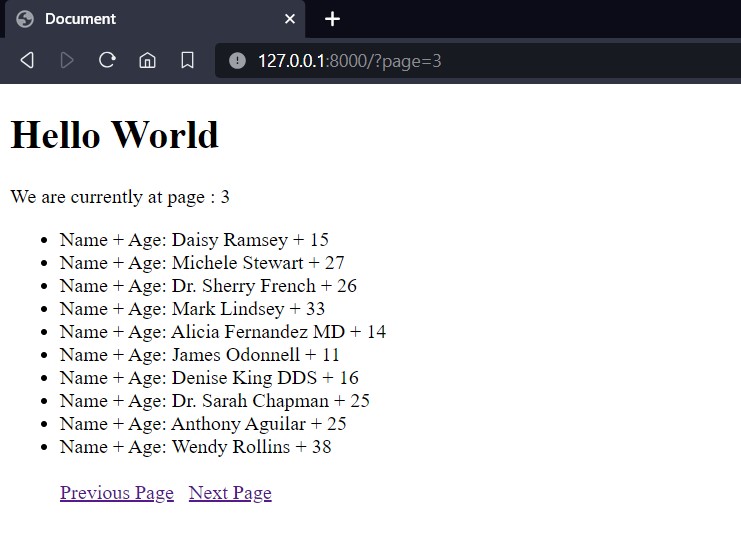 Document
127.0.0.1:8000/?page=3
Hello World
We are currently at page : 3
Name + Age: Daisy Ramsey + 15
Name + Age: Michele Stewart + 27
Name + Age: Dr. Sherry French + 26
Name + Age: Mark Lindsey + 33
Name + Age: Alicia Fernandez MD + 14
Name + Age: James Odonnell + 11
Name + Age: Denise King DDS + 16
Name + Age: Dr. Sarah Chapman + 25
Name + Age: Anthony Aguilar + 25
Name + Age: Wendy Rollins + 38
Previous Page Next Page